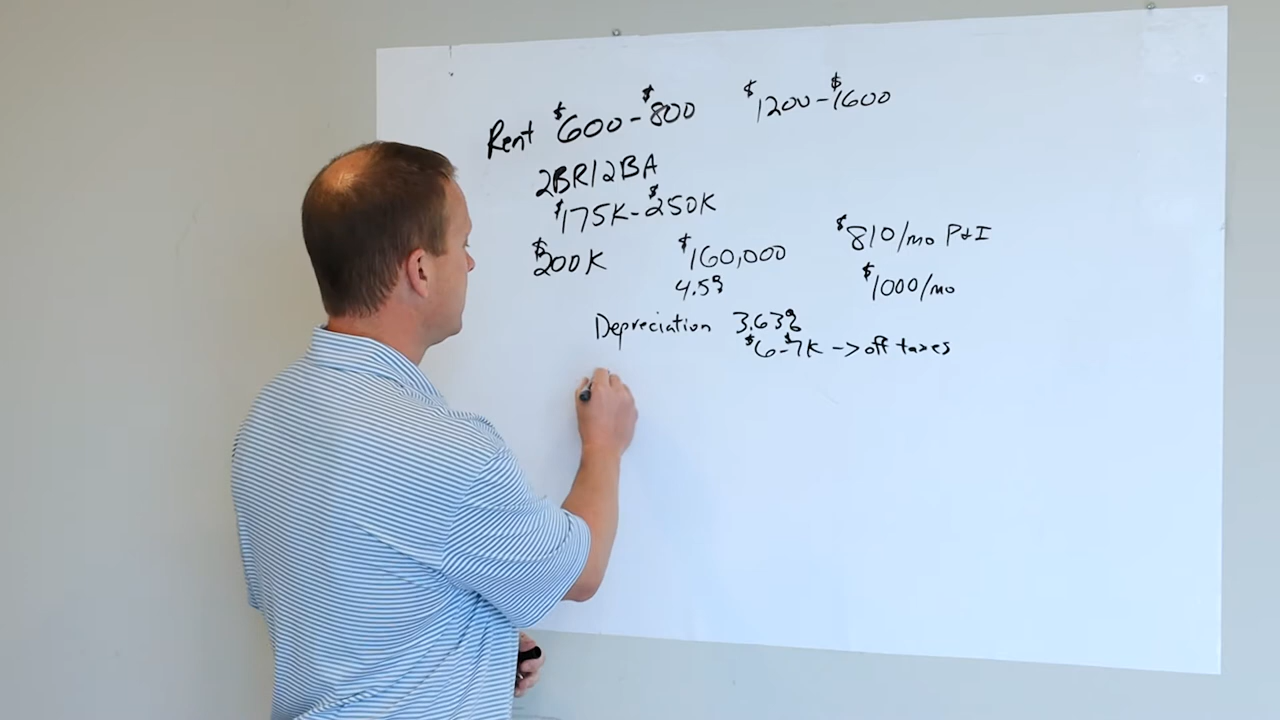 Rent $600-$800 $1200-$1600
2BR/2BA
$175K-$250K
$200K $160,000 $810/mo P&I
4.5% $1000/mo
Depreciation 3.63%
$6-$7K -> off taxes